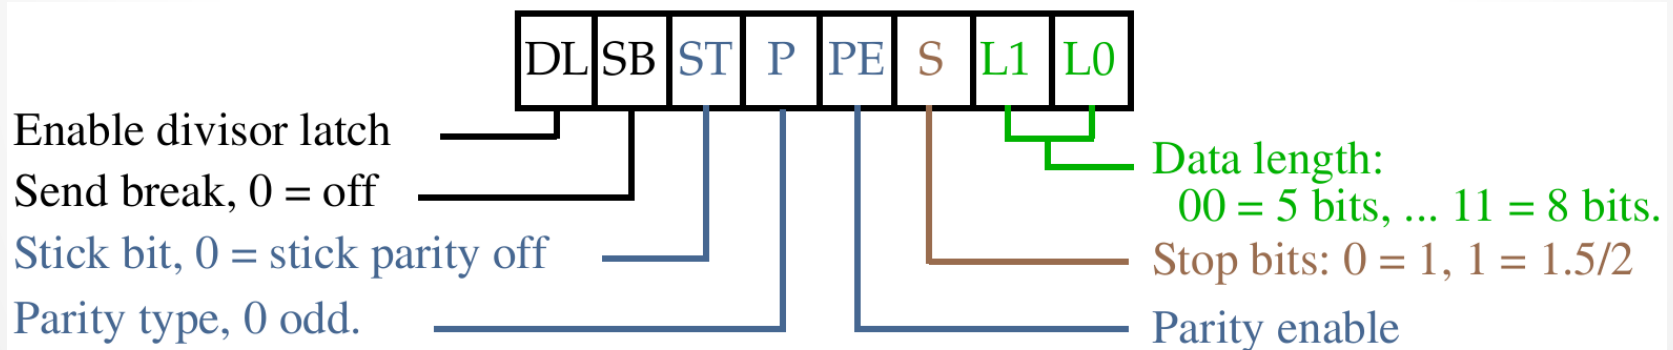 DL SB ST P PE S L1 L0
Enable divisor latch
Send break, 0 = off
Stick bit, 0 = stick parity off
Parity type, 0 odd.
Data length:
00 = 5 bits, ... 11 = 8 bits.
Stop bits: 0 = 1, 1 = 1.5/2
Parity enable